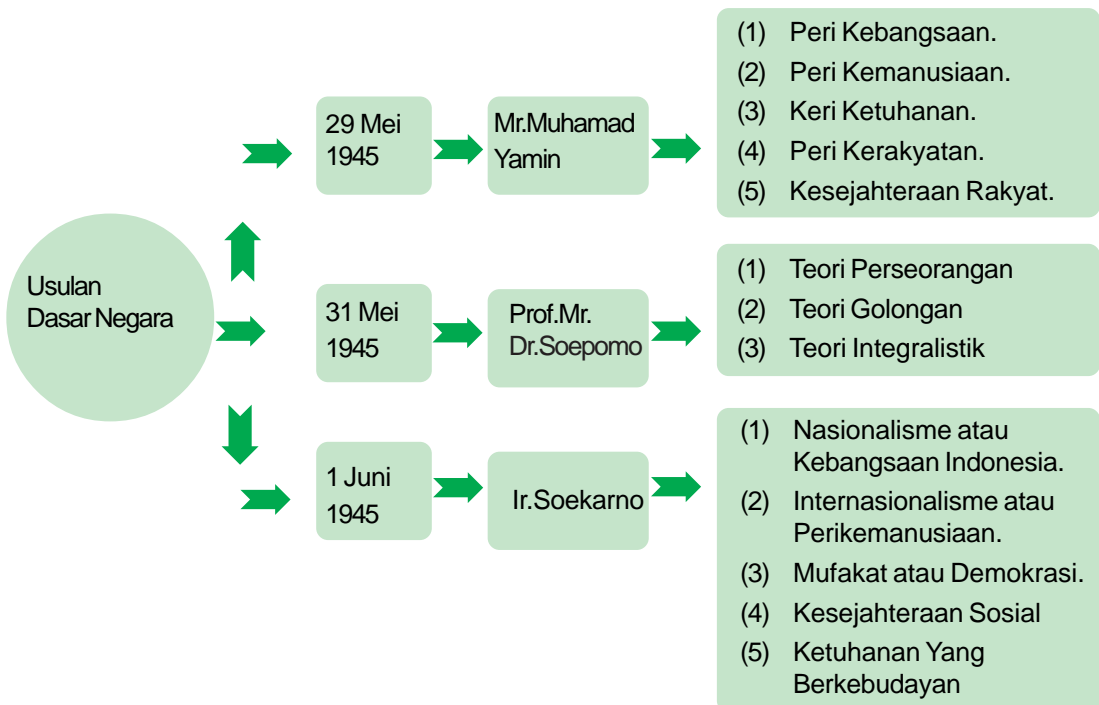 Usulan
Dasar Negara
29 Mei
1945
Mr.Muhamad
Yamin
(1) Peri Kebangsaan.
(2) Peri Kemanusiaan.
(3) Keri Ketuhanan.
(4) Peri Kerakyatan.
(5) Kesejahteraan Rakyat.
31 Mei
1945
Prof.Mr.
Dr.Soepomo
(1) Teori Perseorangan
(2) Teori Golongan
(3) Teori Integralistik
1 Juni
1945
Ir.Soekarno
(1) Nasionalisme atau
Kebangsaan Indonesia.
(2) Internasionalisme atau
Perikemanusiaan.
(3) Mufakat atau Demokrasi.
(4) Kesejahteraan Sosial
(5) Ketuhanan Yang
Berkebudayan